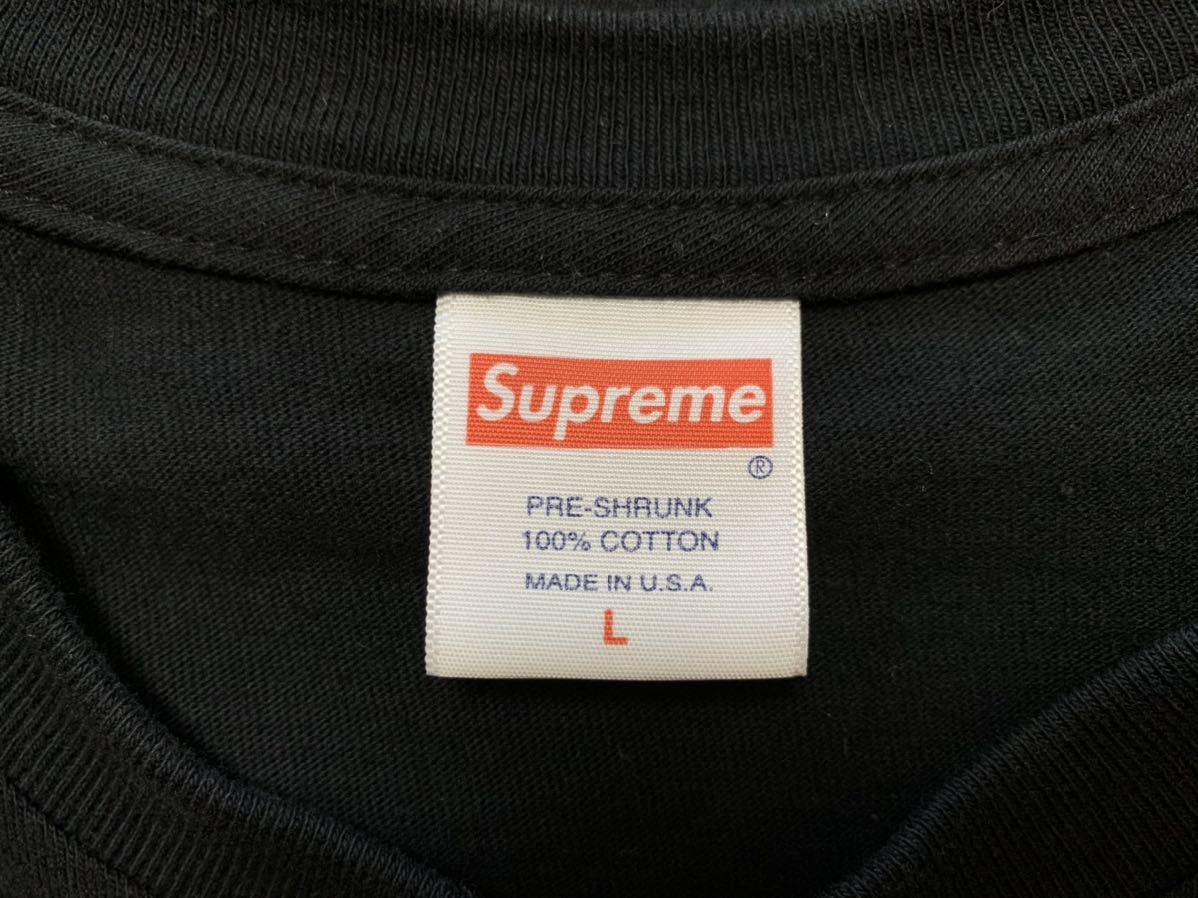 Supreme
®
PRE-SHRUNK
100% COTTON
MADE IN U.S.A.
L